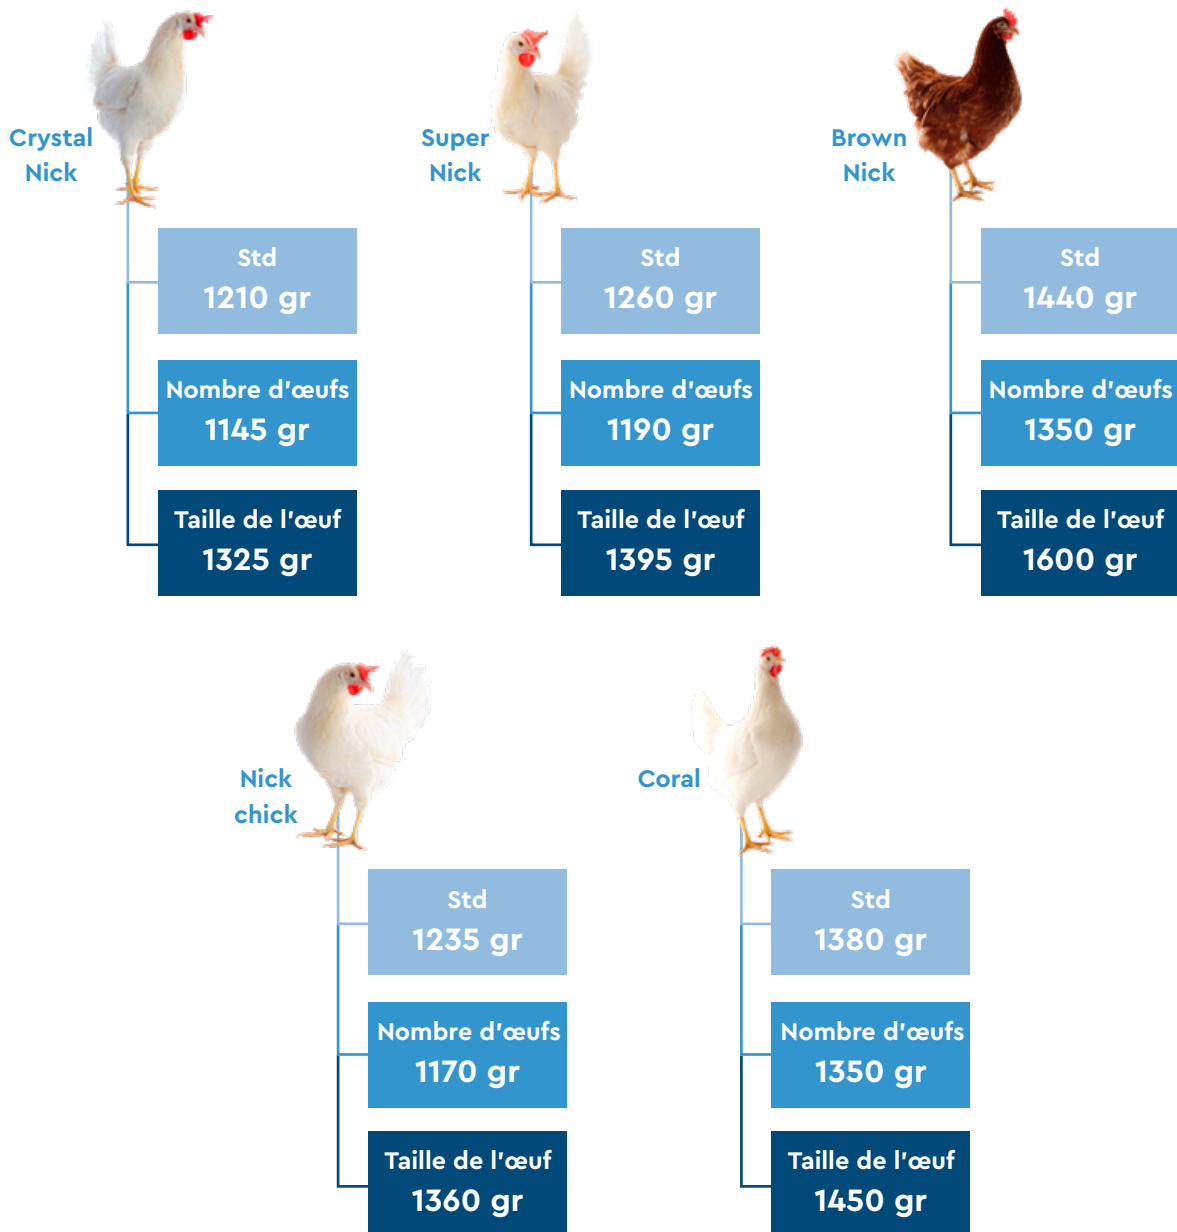 Crystal
Nick
Std
1210 gr
Nombre d'œufs
1145 gr
Taille de l'œuf
1325 gr
Super
Nick
Std
1260 gr
Nombre d'œufs
1190 gr
Taille de l'œuf
1395 gr
Brown
Nick
Std
1440 gr
Nombre d'œufs
1350 gr
Taille de l'œuf
1600 gr
Nick
chick
Std
1235 gr
Nombre d'œufs
1170 gr
Taille de l'œuf
1360 gr
Coral
Std
1380 gr
Nombre d'œufs
1350 gr
Taille de l'œuf
1450 gr